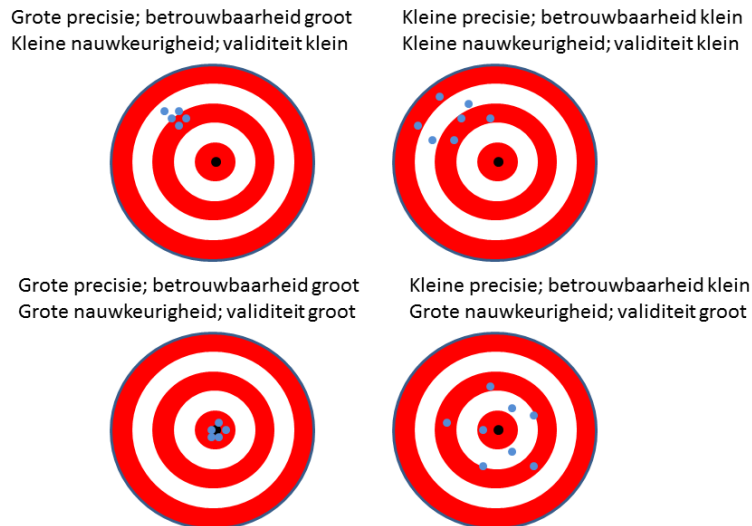 Grote precisie; betrouwbaarheid groot
Kleine nauwkeurigheid; validiteit klein
Kleine precisie; betrouwbaarheid klein
Kleine nauwkeurigheid; validiteit klein
Grote precisie; betrouwbaarheid groot
Grote nauwkeurigheid; validiteit groot
Kleine precisie; betrouwbaarheid klein
Grote nauwkeurigheid; validiteit groot